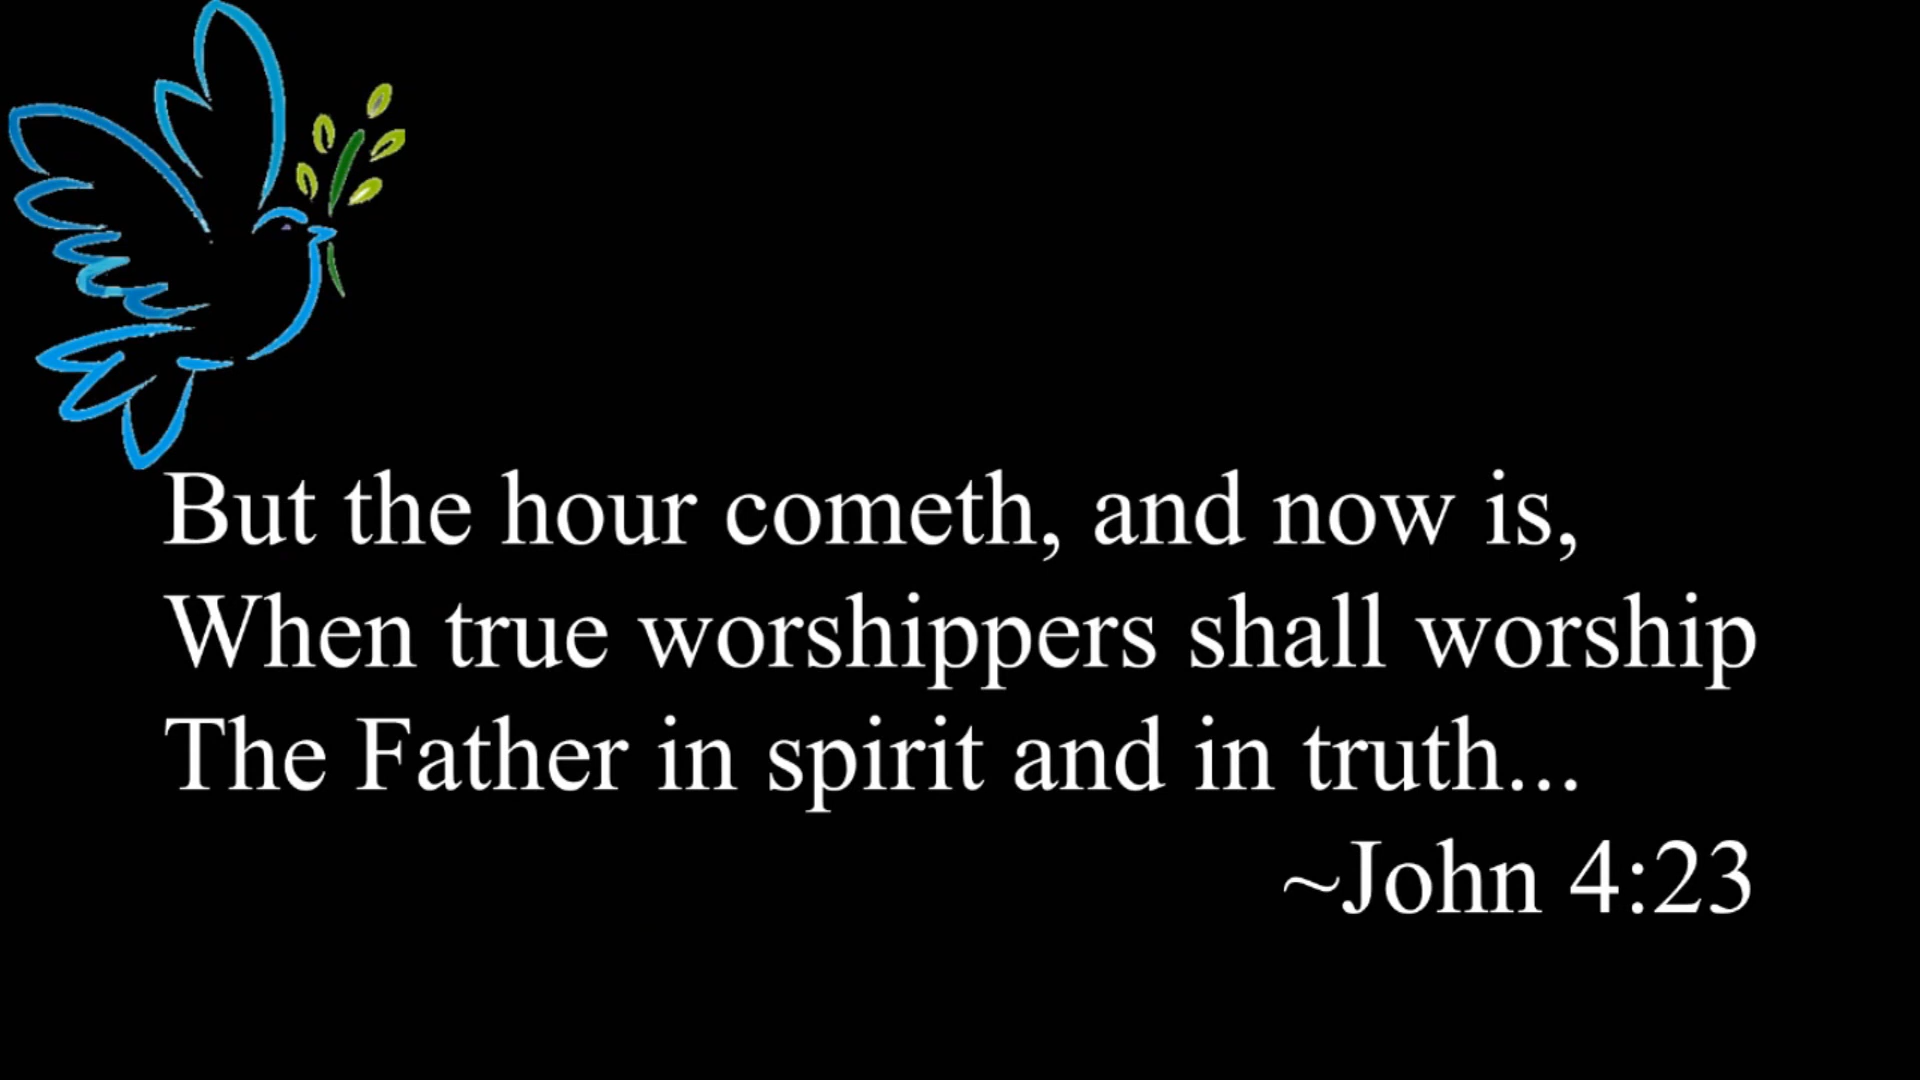 But the hour cometh, and now is,
When true worshippers shall worship
The Father in spirit and in truth...
~John 4:23